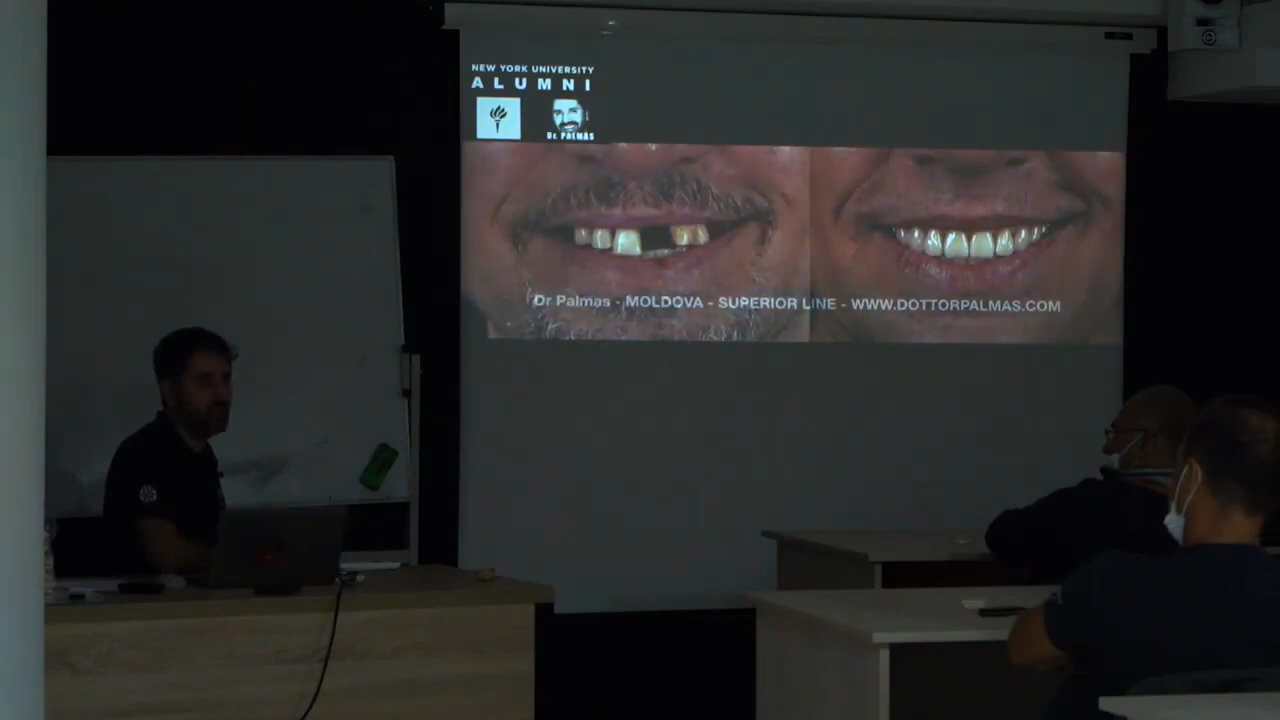 NEW YORK UNIVERSITY
ALUMNI
Dr. PALMAS
Dr Palmas - MOLDOVA - SUPERIOR LINE - WWW.DOTTORPALMAS.COM